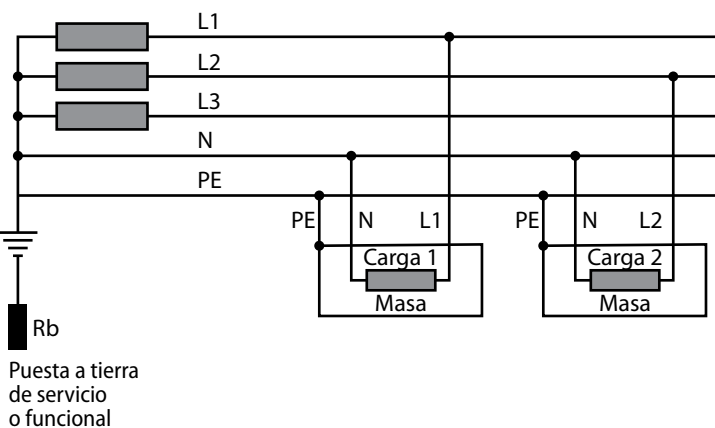 L1
L2
L3
N
PE
PE N L1
PE N L2
Carga 1
Masa
Carga 2
Masa
Rb
Puesta a tierra
de servicio
o funcional